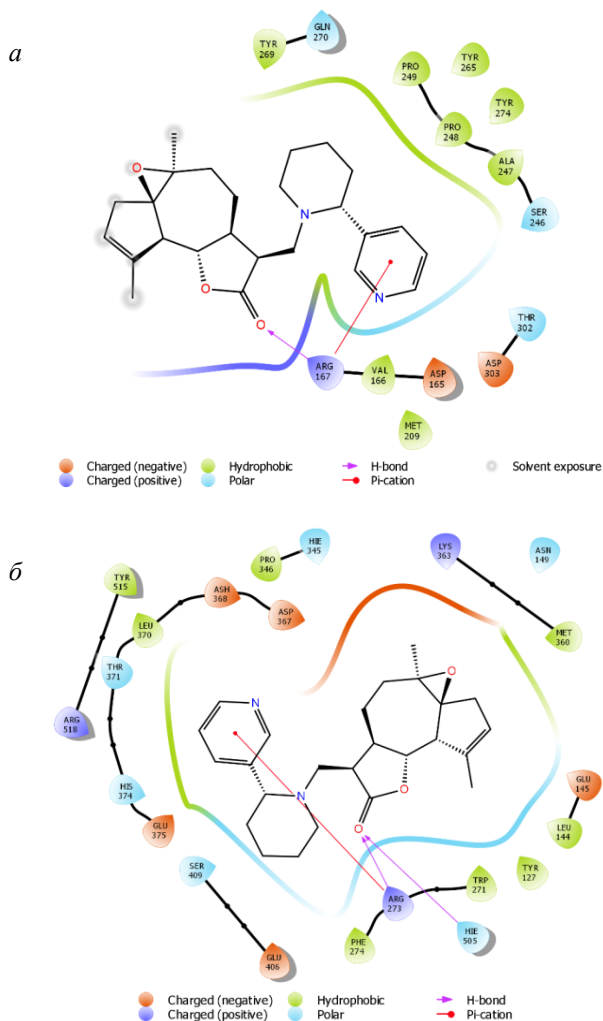 а
TYR
269
GLN
270
PRO
249
TYR
265
TYR
274
PRO
248
ALA
247
SER
246
O
N
N
O
O
ARG
167
VAL
166
ASP
165
MET
209
THR
302
ASP
303
Charged (negative)
Charged (positive)
Hydrophobic
Polar
H-bond
Pi-cation
Solvent exposure
б
TYR
515
LEU
370
ASH
368
ASP
367
PRO
346
HIE
345
LYS
363
ASN
149
MET
360
THR
371
ARG
518
HIS
374
GLU
375
N
N
O
O
O
GLU
145
LEU
144
SER
409
GLU
406
PHE
274
ARG
273
TRP
271
TYR
127
HIE
505
Charged (negative)
Charged (positive)
Hydrophobic
Polar
H-bond
Pi-cation